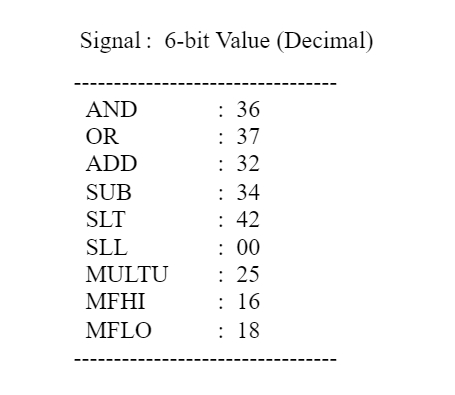 Signal :  6-bit Value (Decimal)
---------------------------------
AND : 36
OR : 37
ADD : 32
SUB : 34
SLT : 42
SLL : 00
MULTU : 25
MFHI : 16
MFLO : 18
---------------------------------